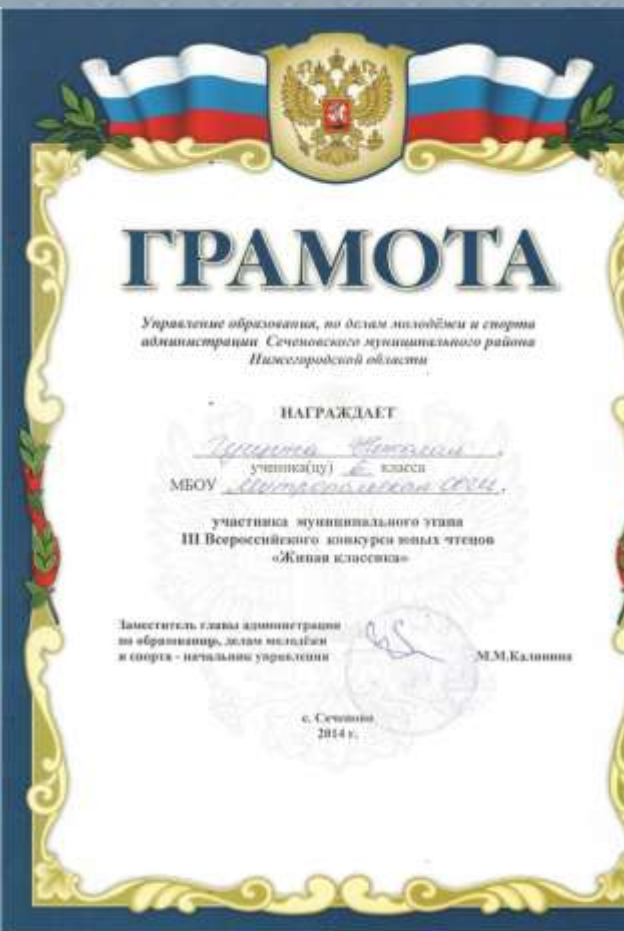 ГРАМОТА
Управление образования, по делам молодёжи и спорта
администрации Сеченовского муниципального района
Нижегородской области
НАГРАЖДАЕТ
ученика(цу) 6 класса
МБОУ СОШ.
участника муниципального этапа
III Всероссийского конкурса юных чтецов
«Живая классика»
Заместитель главы администрации
по образованию, делам молодёжи
и спорта - начальник управления М.М.Калинина
с. Сеченово
2014 г.